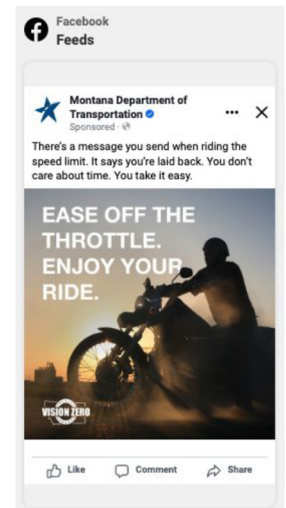 Facebook
Feeds
Montana Department of
Transportation
Sponsored ·
There's a message you send when riding the
speed limit. It says you're laid back. You don't
care about time. You take it easy.
EASE OFF THE
THROTTLE.
ENJOY YOUR
RIDE.
VISION ZERO
Like
Comment
Share